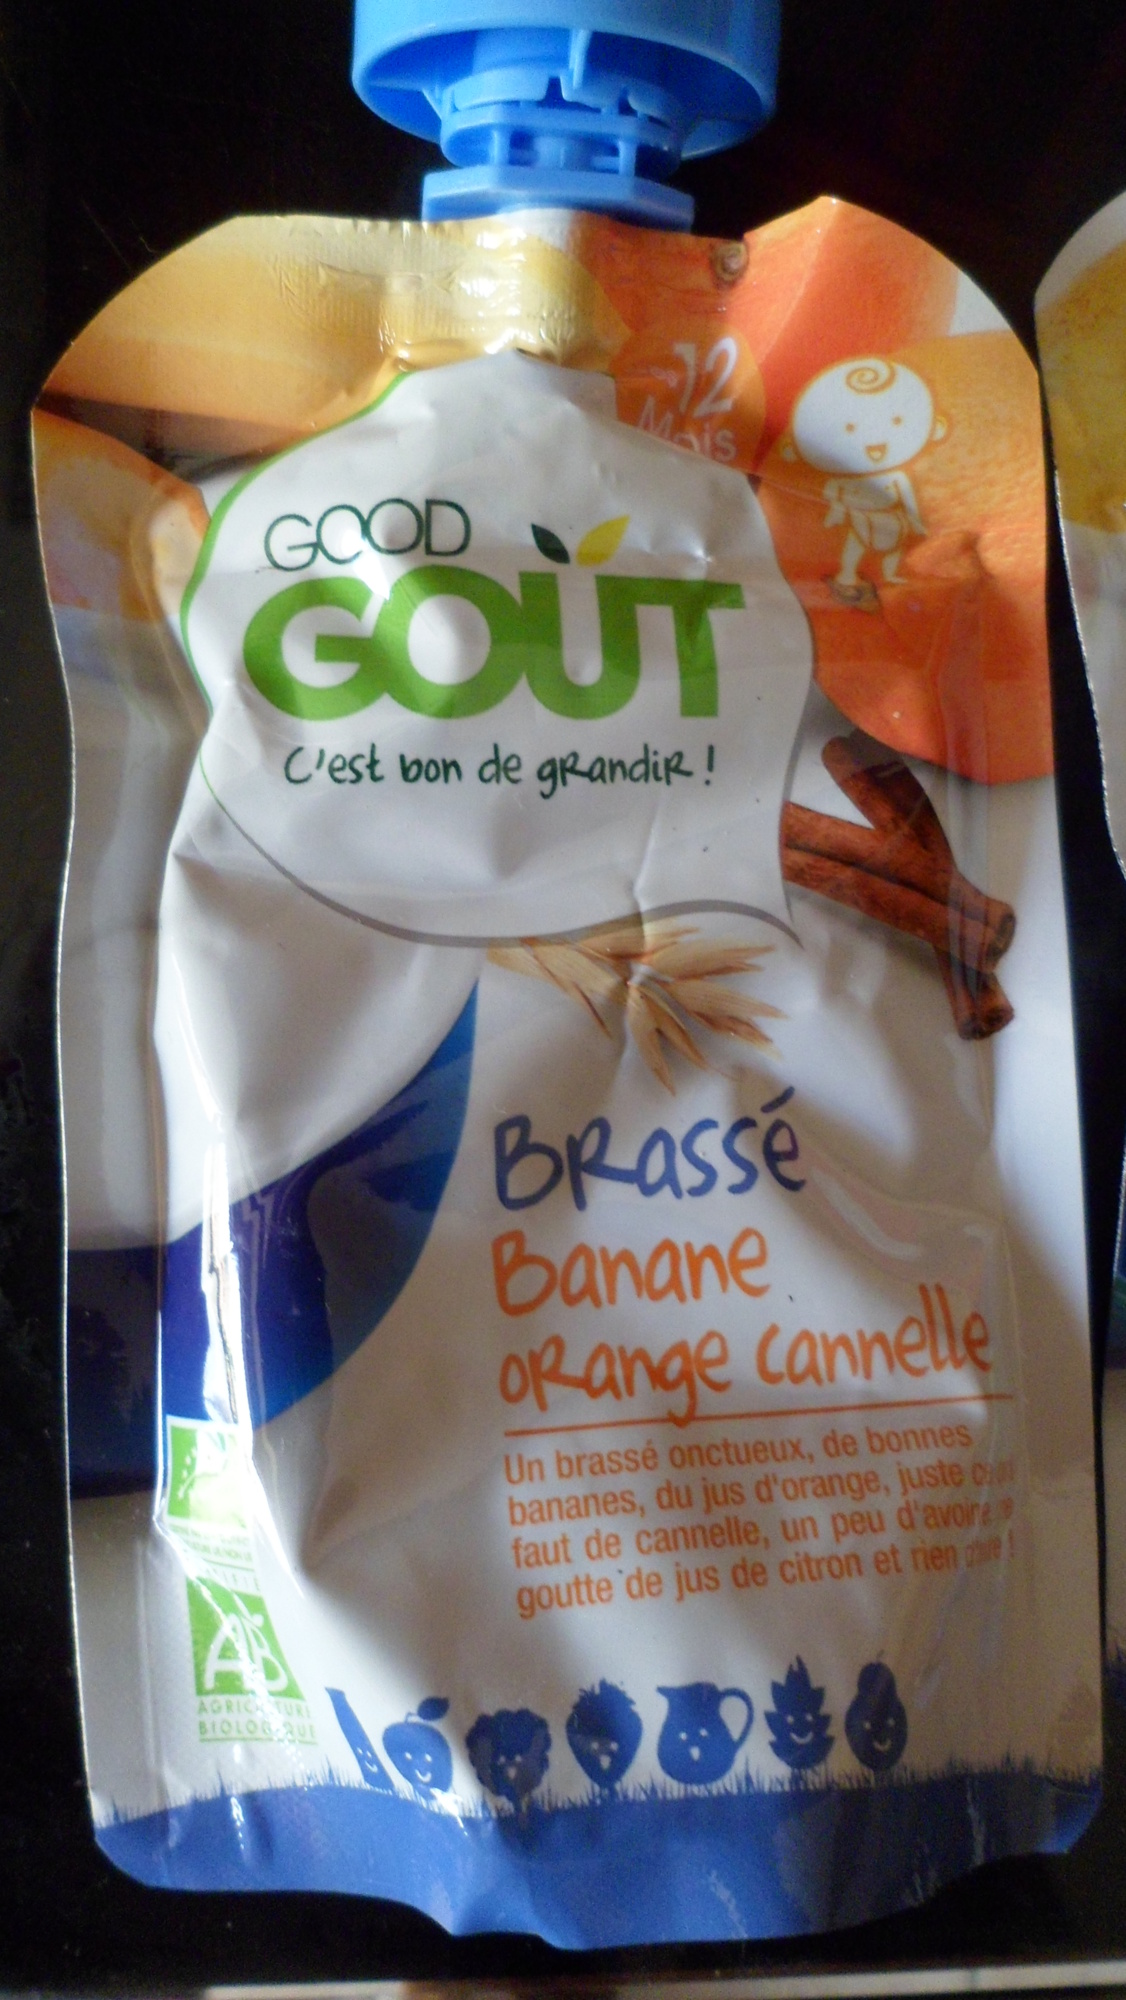 12
Mois
GOOD
GOÛT
C'est bon de grandir !
Brassé
Banane
orange cannelle
Un brassé onctueux, de bonnes
bananes, du jus d'orange, juste
faut de cannelle, un peu d'avoine
goutte de jus de citron et rien
AB
AGRICULTURE
BIOLOGIQUE